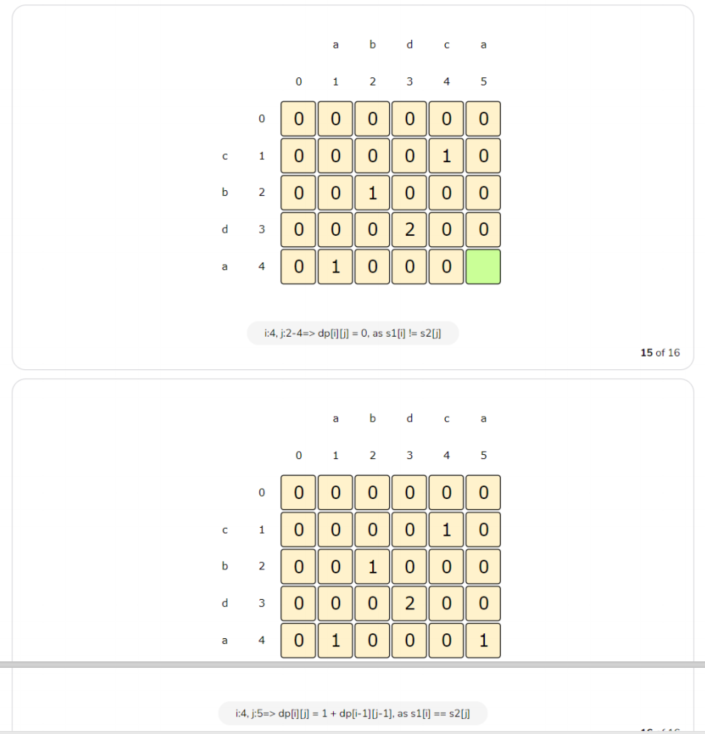 a b d c a
0 1 2 3 4 5
0 0 0 0 0 0 0
c 1 0 0 0 0 1 0
b 2 0 0 1 0 0 0
d 3 0 0 0 2 0 0
a 4 0 1 0 0 0
i:4, j:2-4=> dp[i][j] = 0, as s1[i] != s2[j]
15 of 16
a b d c a
0 1 2 3 4 5
0 0 0 0 0 0 0
c 1 0 0 0 0 1 0
b 2 0 0 1 0 0 0
d 3 0 0 0 2 0 0
a 4 0 1 0 0 0 1
i:4, j:5=> dp[i][j] = 1 + dp[i-1][j-1], as s1[i] == s2[j]